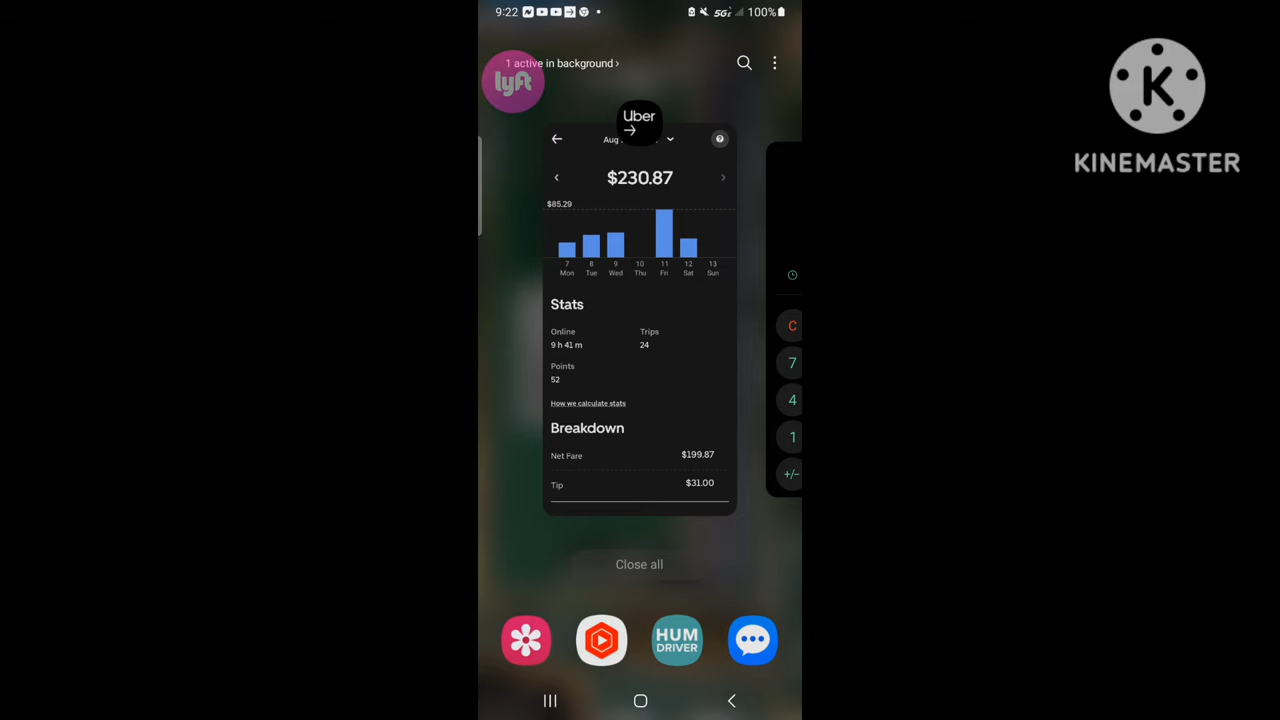 9:22
5GE 100%
1 active in background >
lyft
Uber
Aug
$230.87
$85.29
7 8 9 10 11 12 13
Mon Tue Wed Thu Fri Sat Sun
Stats
Online Trips
9 h 41 m 24
Points
52
How we calculate stats
Breakdown
Net Fare $199.87
Tip $31.00
C
7
4
1
+/-
Close all
HUM
DRIVER
K
KINEMASTER